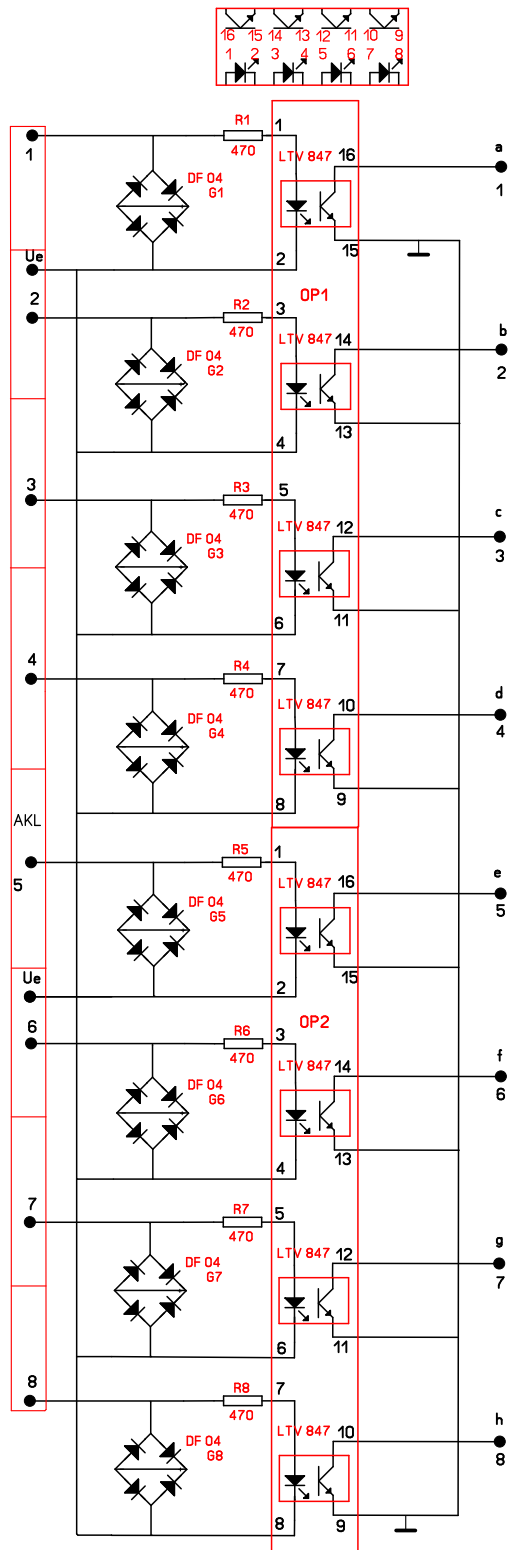 16 15 14 13 12 11 10 9
1 2 3 4 5 6 7 8
R1 1
470
1
LTV 847 16
a
1
DF 04
G1
15
Ue
2
OP1
2
R2 3
470
LTV 847 14
b
2
DF 04
G2
13
4
3
R3 5
470
LTV 847 12
c
3
DF 04
G3
11
6
4
R4 7
470
LTV 847 10
d
4
DF 04
G4
9
8
AKL
5
R5 1
470
LTV 847 16
e
5
DF 04
G5
15
Ue
2
OP2
6
R6 3
470
LTV 847 14
f
6
DF 04
G6
13
4
7
R7 5
470
LTV 847 12
g
7
DF 04
G7
11
6
8
R8 7
470
LTV 847 10
h
8
DF 04
G8
9
8